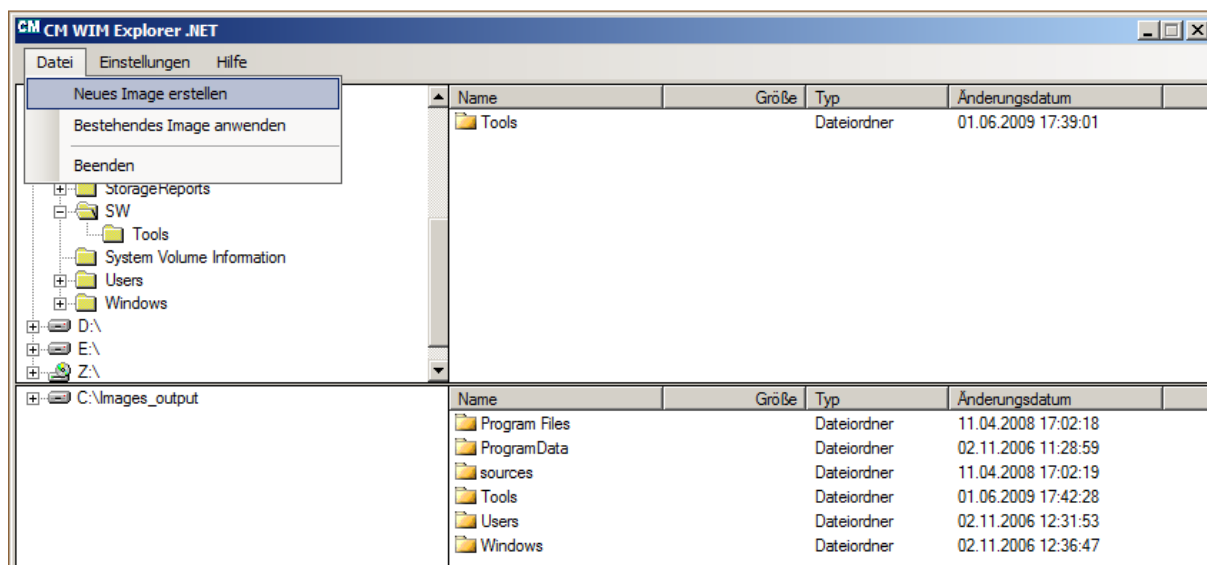 CM CM WIM Explorer .NET
Datei Einstellungen Hilfe
Neues Image erstellen
Bestehendes Image anwenden
Beenden
StorageReports
SW
Tools
System Volume Information
Users
Windows
D:\
E:\
Z:\
Name Größe Typ Änderungsdatum
Tools Dateiordner 01.06.2009 17:39:01
C:\Images_output
Name Größe Typ Änderungsdatum
Program Files Dateiordner 11.04.2008 17:02:18
ProgramData Dateiordner 02.11.2006 11:28:59
sources Dateiordner 11.04.2008 17:02:19
Tools Dateiordner 01.06.2009 17:42:28
Users Dateiordner 02.11.2006 12:31:53
Windows Dateiordner 02.11.2006 12:36:47